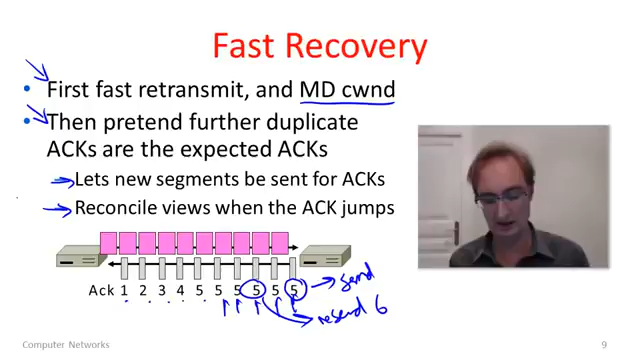 Fast Recovery
• First fast retransmit, and MD cwnd
• Then pretend further duplicate
ACKs are the expected ACKs
Lets new segments be sent for ACKs
Reconcile views when the ACK jumps
Ack 1 2 3 4 5 5 5 5 5 5
send
resend 6
Computer Networks
9